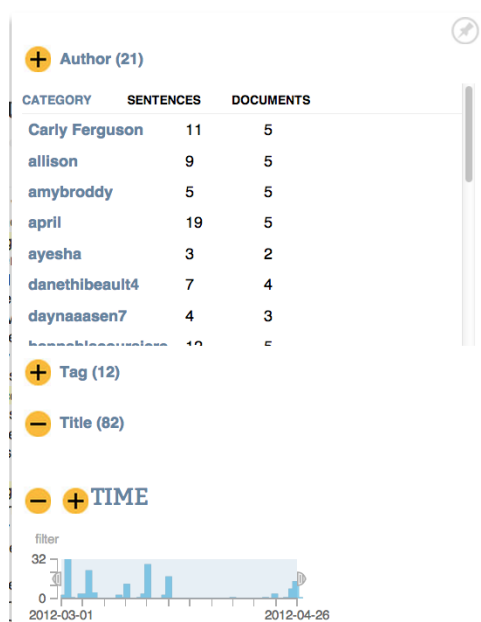 Author (21)
CATEGORY SENTENCES DOCUMENTS
Carly Ferguson 11 5
allison 9 5
amybroddy 5 5
april 19 5
ayesha 3 2
danethibeault4 7 4
daynaaasen7 4 3
12 5
Tag (12)
Title (82)
TIME
filter
32
0
2012-03-01 2012-04-26